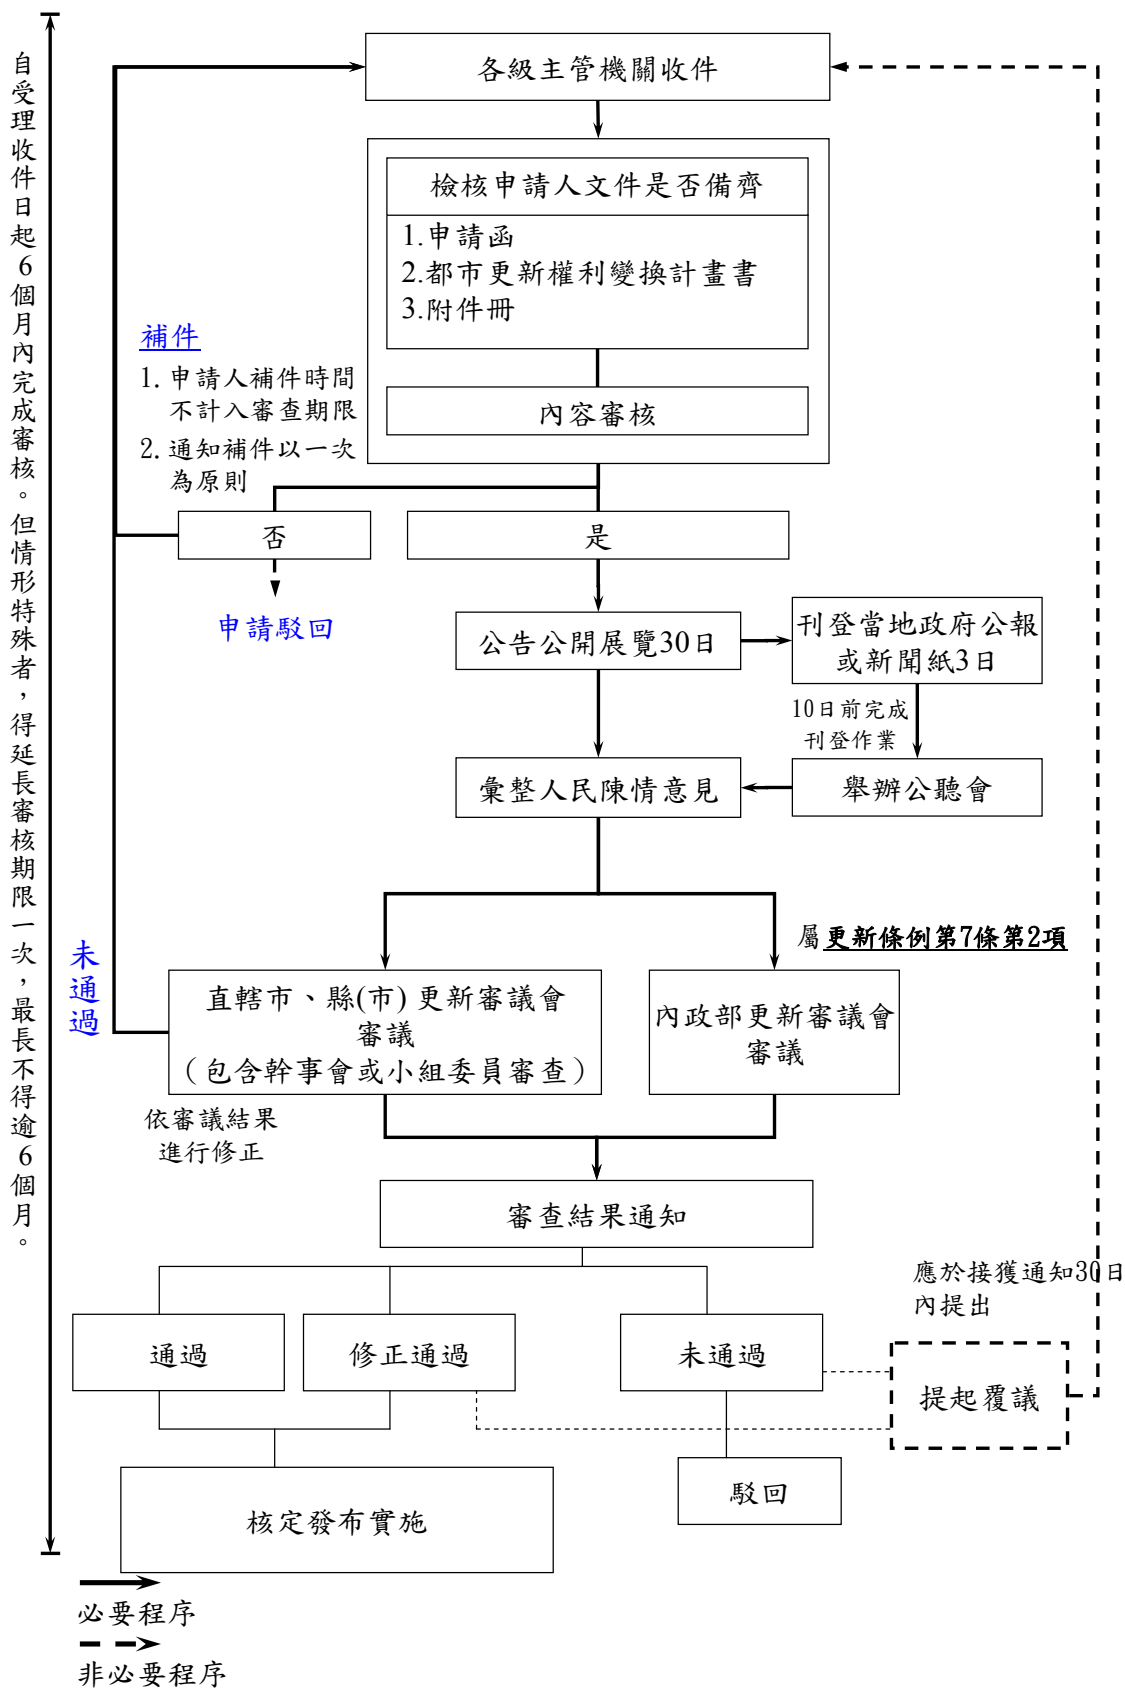 自受理收件日起6個月內完成審核。但情形特殊者，得延長審核期限一次，最長不得逾6個月。
各級主管機關收件
檢核申請人文件是否備齊
1.申請函
2.都市更新權利變換計畫書
3.附件冊
內容審核
補件
1. 申請人補件時間
不計入審查期限
2. 通知補件以一次
為原則
否
是
申請駁回
公告公開展覽30日
刊登當地政府公報
或新聞紙3日
10日前完成
刊登作業
彙整人民陳情意見
舉辦公聽會
未通過
屬更新條例第7條第2項
直轄市、縣(市) 更新審議會
審議
（包含幹事會或小組委員審查）
內政部更新審議會
審議
依審議結果
進行修正
審查結果通知
應於接獲通知30日
內提出
通過
修正通過
未通過
提起覆議
核定發布實施
駁回
必要程序
非必要程序